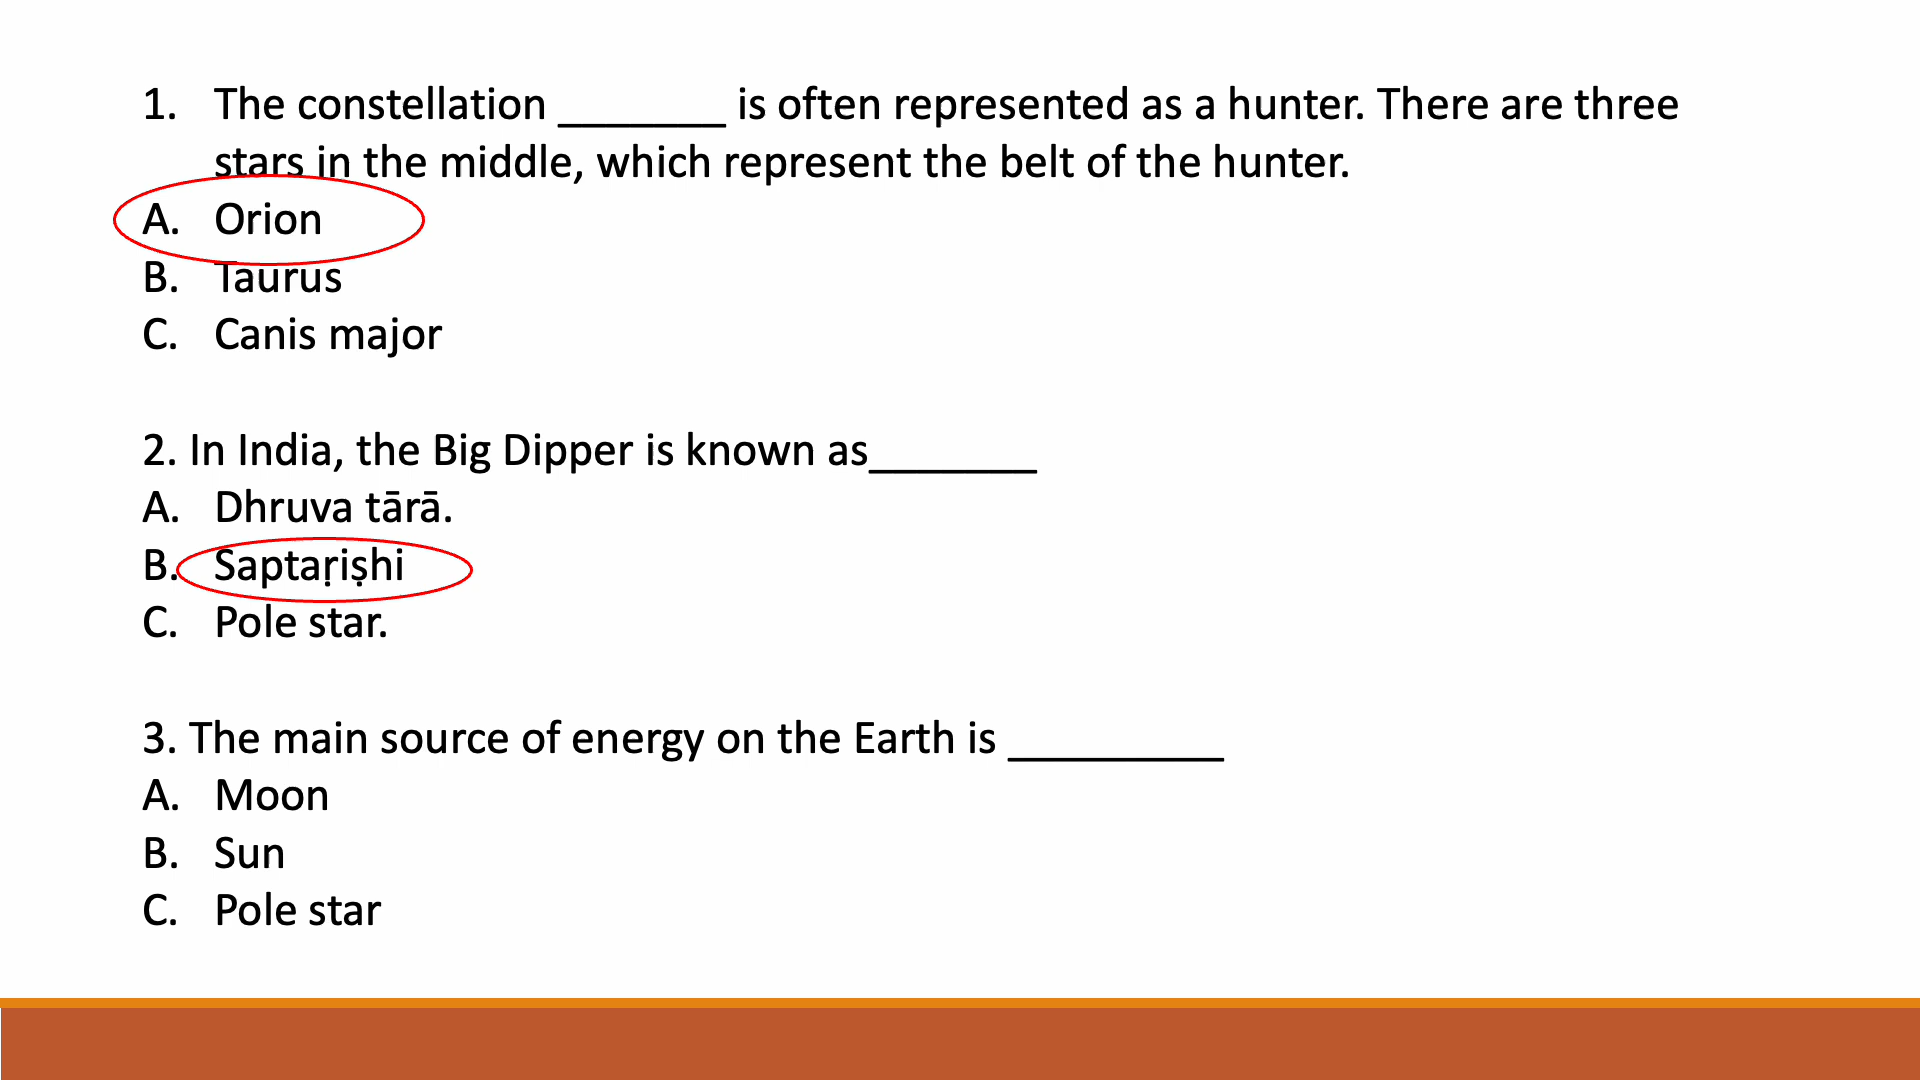 1. The constellation _______ is often represented as a hunter. There are three
stars in the middle, which represent the belt of the hunter.
A. Orion
B. Taurus
C. Canis major
2. In India, the Big Dipper is known as_______
A. Dhruva tārā.
B. Saptaṛiṣhi
C. Pole star.
3. The main source of energy on the Earth is _________
A. Moon
B. Sun
C. Pole star